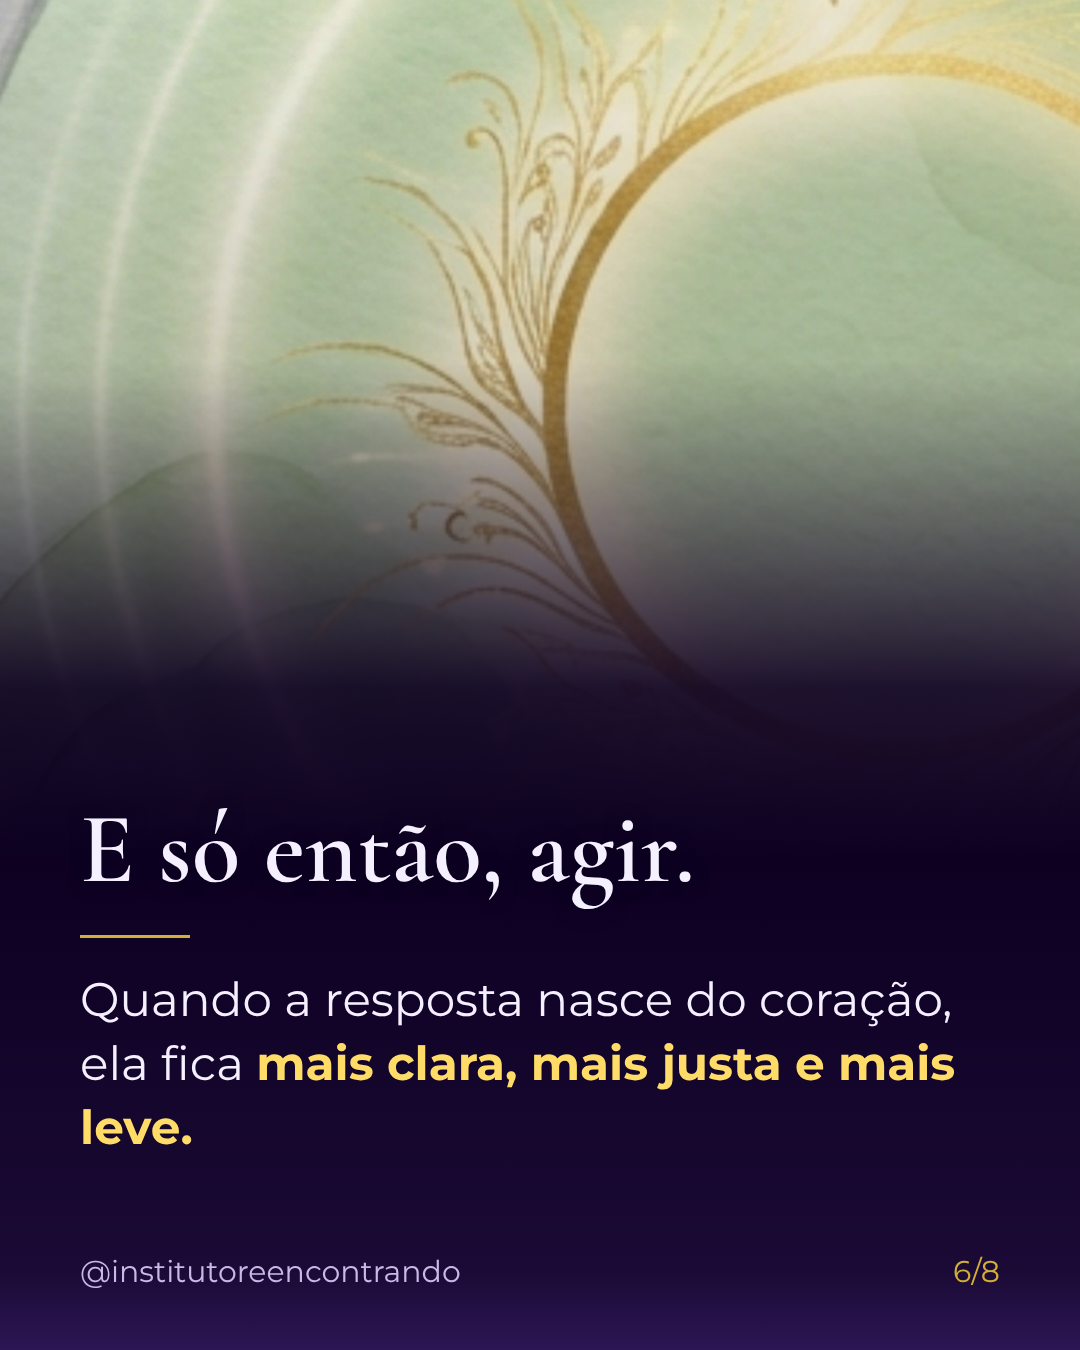 E só então, agir.
Quando a resposta nasce do coração,
ela fica mais clara, mais justa e mais
leve.
@institutoreencontrando
6/8